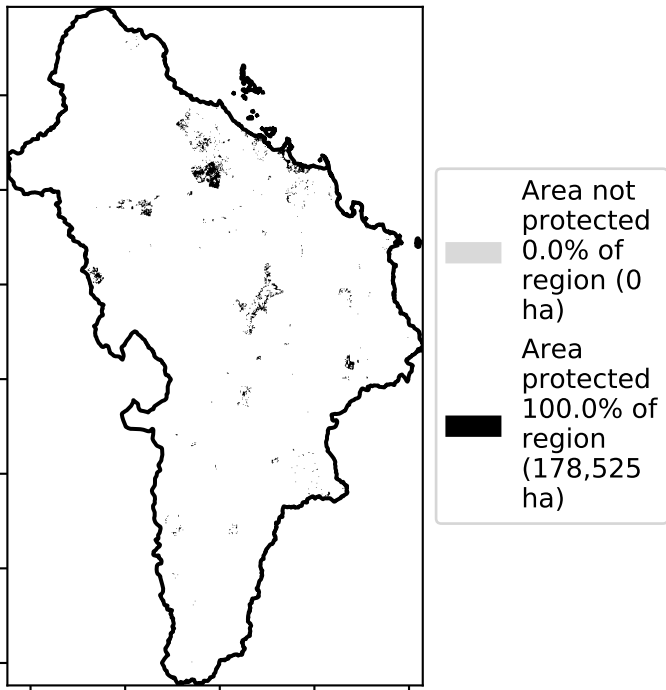 Area not
protected
0.0% of
region (0
ha)
Area
protected
100.0% of
region
(178,525
ha)